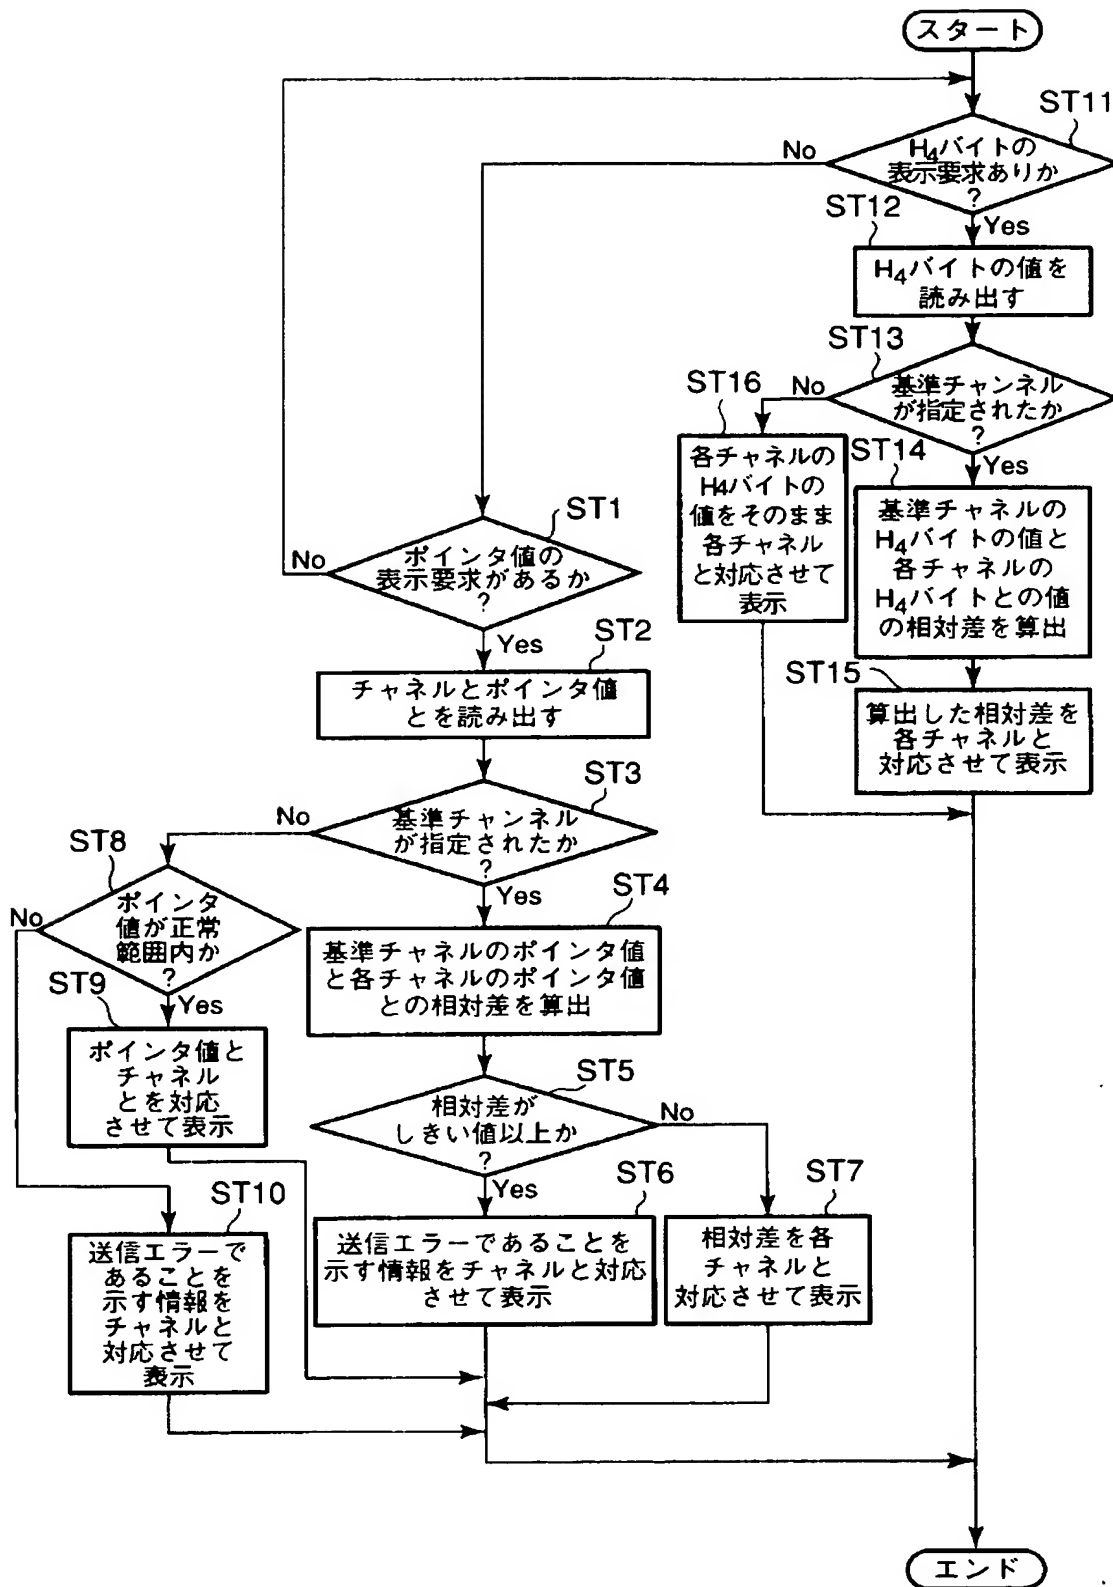 スタート
ST11
H4バイトの
表示要求ありか
?
No
Yes
ST12
H4バイトの値を
読み出す
ST13
基準チャンネル
が指定されたか
?
No
Yes
ST16
各チャネルの
H4バイトの
値をそのまま
各チャネル
と対応させて
表示
ST14
基準チャネルの
H4バイトの値と
各チャネルの
H4バイトとの値
の相対差を算出
ST15
算出した相対差を
各チャネルと
対応させて表示
ST1
ポインタ値の
表示要求があるか
?
No
Yes
ST2
チャネルとポインタ値
とを読み出す
ST3
基準チャンネル
が指定されたか
?
No
Yes
ST8
ポインタ
値が正常
範囲内か
?
No
Yes
ST9
ポインタ値と
チャネル
とを対応
させて表示
ST10
送信エラーで
あることを
示す情報を
チャネルと
対応させて
表示
ST4
基準チャネルのポインタ値
と各チャネルのポインタ値
との相対差を算出
ST5
相対差が
しきい値以上か
?
No
Yes
ST6
送信エラーであることを
示す情報をチャネルと対応
させて表示
ST7
相対差を各
チャネルと
対応させて表示
エンド